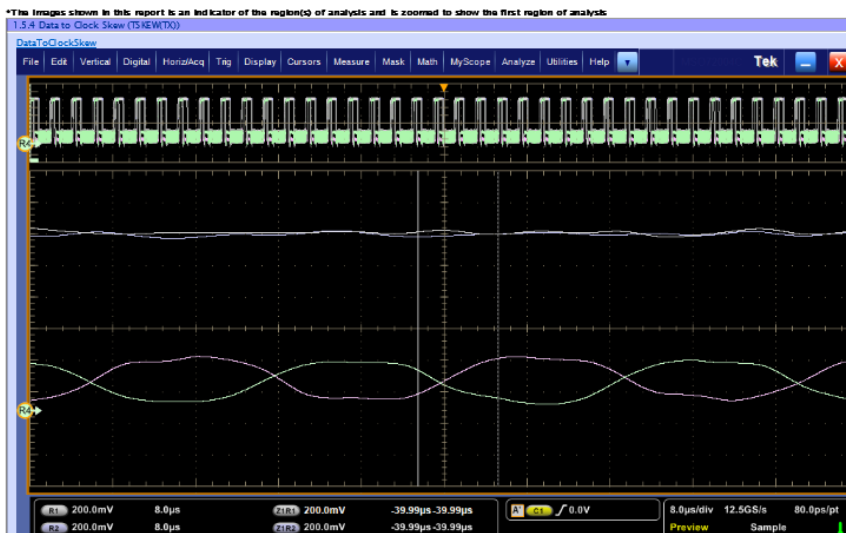 *The images shown in this report is an indicator of the region(s) of analysis and is zoomed to show the first region of analysis
1.5.4 Data to Clock Skew (TSKEW(TX))
DataToClockSkew
File Edit Vertical Digital Horiz/Acq Trig Display Cursors Measure Mask Math MyScope Analyze Utilities Help Tek X
R4
R4
R1 200.0mV 8.0µs Z1R1 200.0mV -39.99µs -39.99µs A' C1 0.0V 8.0µs/div 12.5GS/s 80.0ps/pt
R2 200.0mV 8.0µs Z1R2 200.0mV -39.99µs -39.99µs Preview Sample